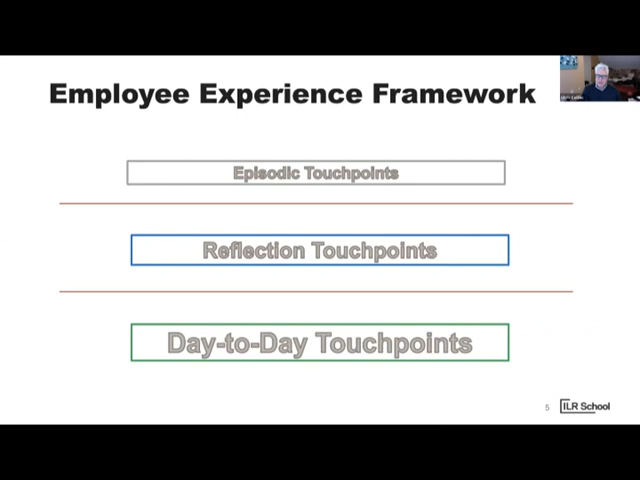 Employee Experience Framework
Episodic Touchpoints
Reflection Touchpoints
Day-to-Day Touchpoints
5
ILR School